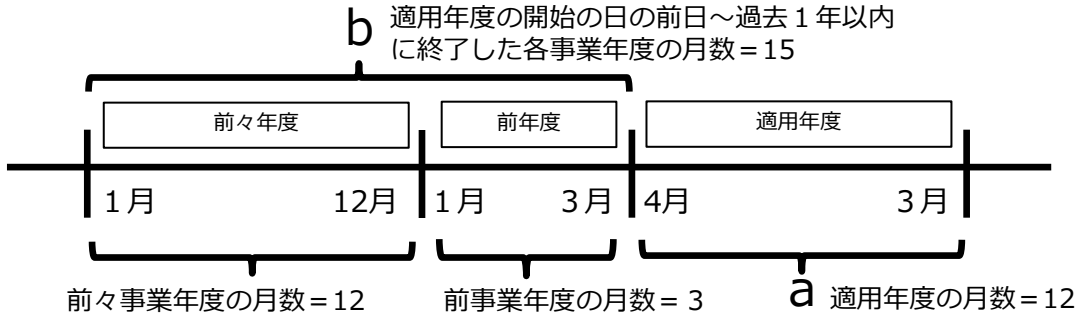 b 適用年度の開始の日の前日～過去１年以内
に終了した各事業年度の月数＝15
前々年度 前年度 適用年度
１月 12月 １月 ３月 4月 ３月
前々事業年度の月数＝12 前事業年度の月数＝３ a 適用年度の月数＝12